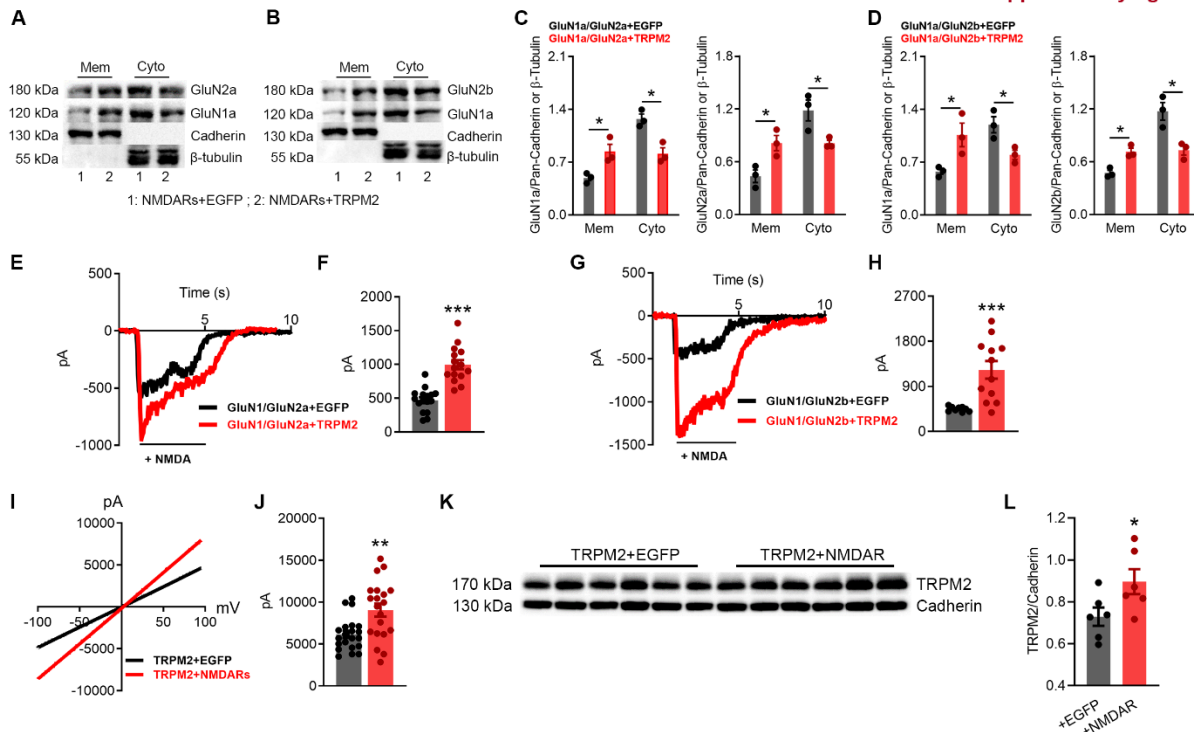 A
Mem Cyto
180 kDa GluN2a
120 kDa GluN1a
130 kDa Cadherin
55 kDa β-tubulin
1 2 1 2
B
Mem Cyto
180 kDa GluN2b
120 kDa GluN1a
130 kDa Cadherin
55 kDa β-tubulin
1 2 1 2
1: NMDARs+EGFP ; 2: NMDARs+TRPM2
C
GluN1a/GluN2a+EGFP
GluN1a/GluN2a+TRPM2
GluN1a/Pan-Cadherin or β-Tubulin
2.1
1.4
0.7
0.0
* *
Mem Cyto
GluN2a/Pan-Cadherin or β-Tubulin
1.8
1.2
0.6
0.0
* *
Mem Cyto
D
GluN1a/GluN2b+EGFP
GluN1a/GluN2b+TRPM2
GluN1a/Pan-Cadherin or β-Tubulin
2.1
1.4
0.7
0.0
* *
Mem Cyto
GluN2b/Pan-Cadherin or β-Tubulin
1.8
1.2
0.6
0.0
* *
Mem Cyto
E
500
Time (s)
0
5 10
pA
-500
-1000
GluN1/GluN2a+EGFP
GluN1/GluN2a+TRPM2
+ NMDA
F
2000
1500
1000
500
0
pA
***
G
500
Time (s)
0
5 10
pA
-500
-1000
-1500
GluN1/GluN2b+EGFP
GluN1/GluN2b+TRPM2
+ NMDA
H
2700
1800
900
0
pA
***
I
pA
10000
5000
mV
-100 -50 0 50 100
-5000
-10000
TRPM2+EGFP
TRPM2+NMDARs
J
20000
15000
10000
5000
0
pA
**
K
TRPM2+EGFP TRPM2+NMDAR
170 kDa TRPM2
130 kDa Cadherin
L
TRPM2/Cadherin
1.2
1.0
0.8
0.6
0.4
*
+EGFP
+NMDAR